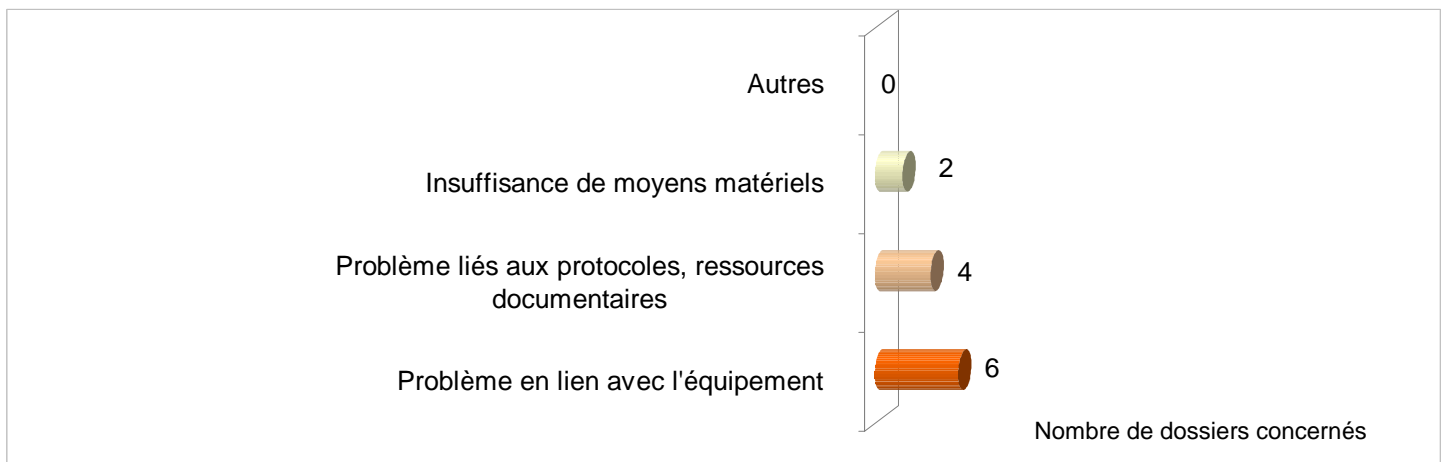 Autres 0
Insuffisance de moyens matériels 2
Problème liés aux protocoles, ressources
documentaires 4
Problème en lien avec l'équipement 6
Nombre de dossiers concernés